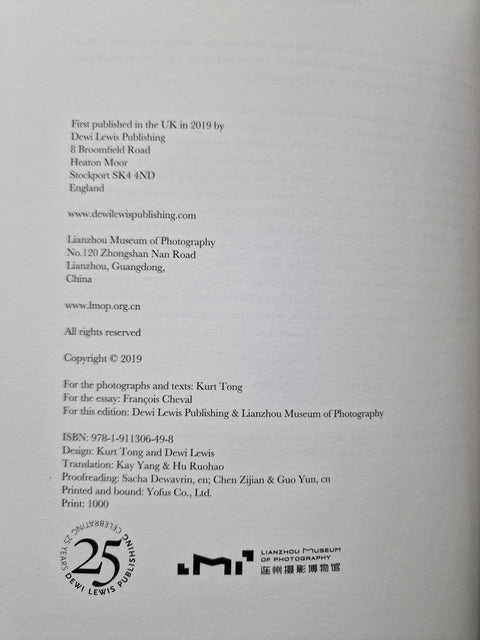 First published in the UK in 2019 by
Dewi Lewis Publishing
8 Broomfield Road
Heaton Moor
Stockport SK4 4ND
England
www.dewilewispublishing.com
Lianzhou Museum of Photography
No.120 Zhongshan Nan Road
Lianzhou, Guangdong,
China
www.lmop.org.cn
All rights reserved
Copyright © 2019
For the photographs and texts: Kurt Tong
For the essay: François Cheval
For this edition: Dewi Lewis Publishing & Lianzhou Museum of Photography
ISBN: 978-1-911306-49-8
Design: Kurt Tong and Dewi Lewis
Translation: Kay Yang & Hu Ruohao
Proofreading: Sacha Dewavrin, en; Chen Zijian & Guo Yun, cn
Printed and bound: Yofus Co., Ltd.
Print: 1000
CELEBRATING 25 YEARS
25
DEWI LEWIS PUBLISHING
LIANZHOU MUSEUM
OF PHOTOGRAPHY
连州摄影博物馆